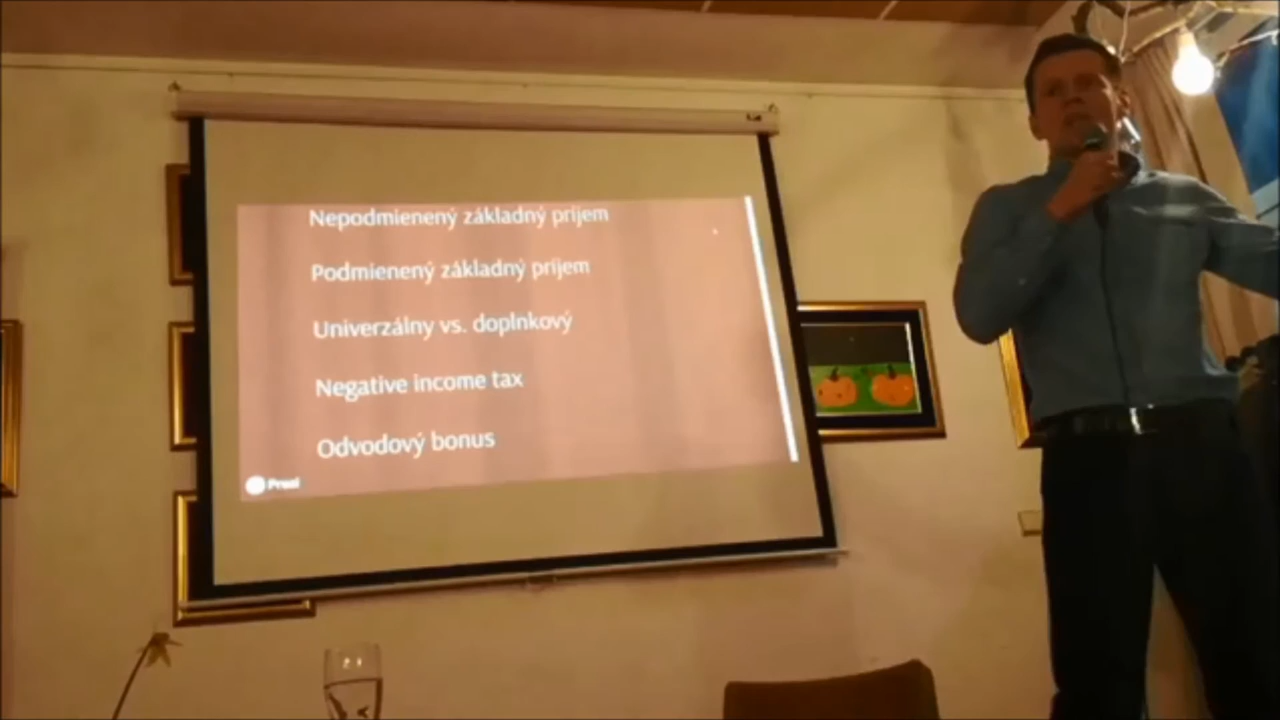 Nepodmienený základný príjem
Podmienený základný príjem
Univerzálny vs. doplnkový
Negative income tax
Odvodový bonus
Prezi